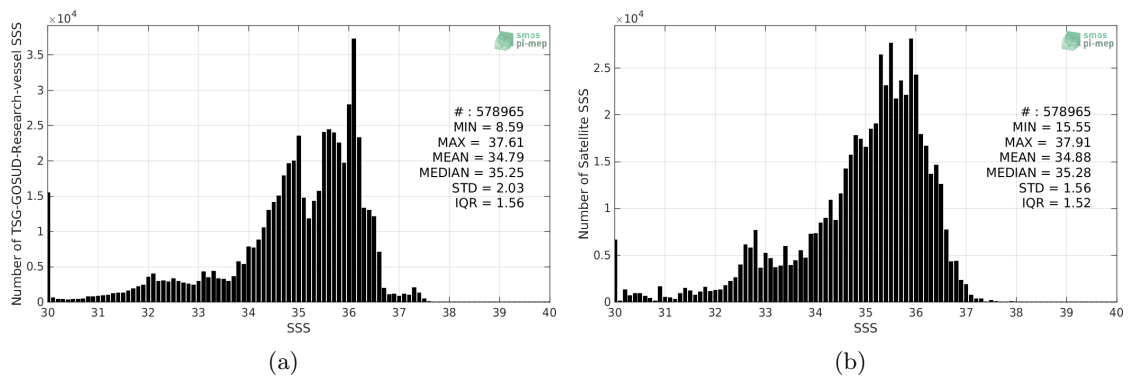 ×10⁴
smos
pi-mep
Number of TSG-GOSUD-Research-vessel SSS
3.5
3
2.5
2
1.5
1
0.5
0
# : 578965
MIN = 8.59
MAX = 37.61
MEAN = 34.79
MEDIAN = 35.25
STD = 2.03
IQR = 1.56
30 31 32 33 34 35 36 37 38 39 40
SSS
(a)
×10⁴
smos
pi-mep
Number of Satellite SSS
2.5
2
1.5
1
0.5
0
# : 578965
MIN = 15.55
MAX = 37.91
MEAN = 34.88
MEDIAN = 35.28
STD = 1.56
IQR = 1.52
30 31 32 33 34 35 36 37 38 39 40
SSS
(b)